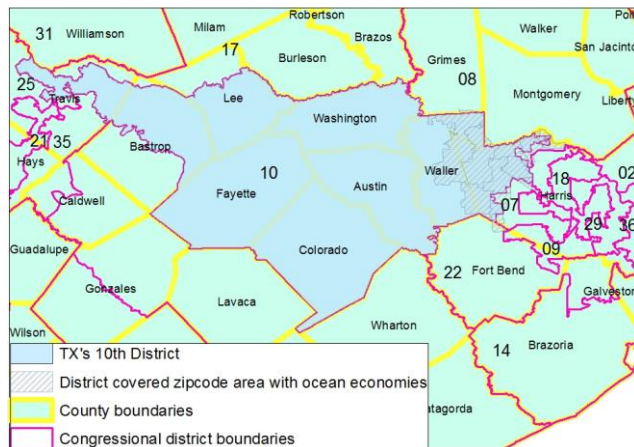 Robertson
31 Williamson Milam Walker
17 Brazos
Burleson Grimes San Jacinto
25 08
Travis Lee Montgomery Liberty
Washington
21 35
Hays Bastrop 10 Waller 18 02
Caldwell Fayette Austin 07 Harris
29 36
Guadalupe Colorado 09
22 Fort Bend
Gonzales Lavaca Galveston
Wilson Wharton
14 Brazoria
TX's 10th District
District covered zipcode area with ocean economies
County boundaries
Congressional district boundaries